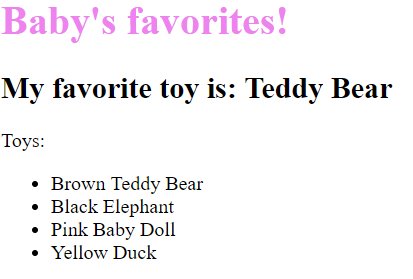 Baby's favorites!
My favorite toy is: Teddy Bear
Toys:
• Brown Teddy Bear
• Black Elephant
• Pink Baby Doll
• Yellow Duck